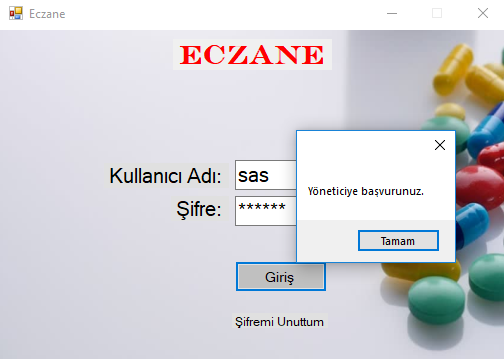 Eczane
ECZANE
Kullanıcı Adı: sas
Şifre: ******
Yöneticiye başvurunuz.
Tamam
Giriş
Şifremi Unuttum